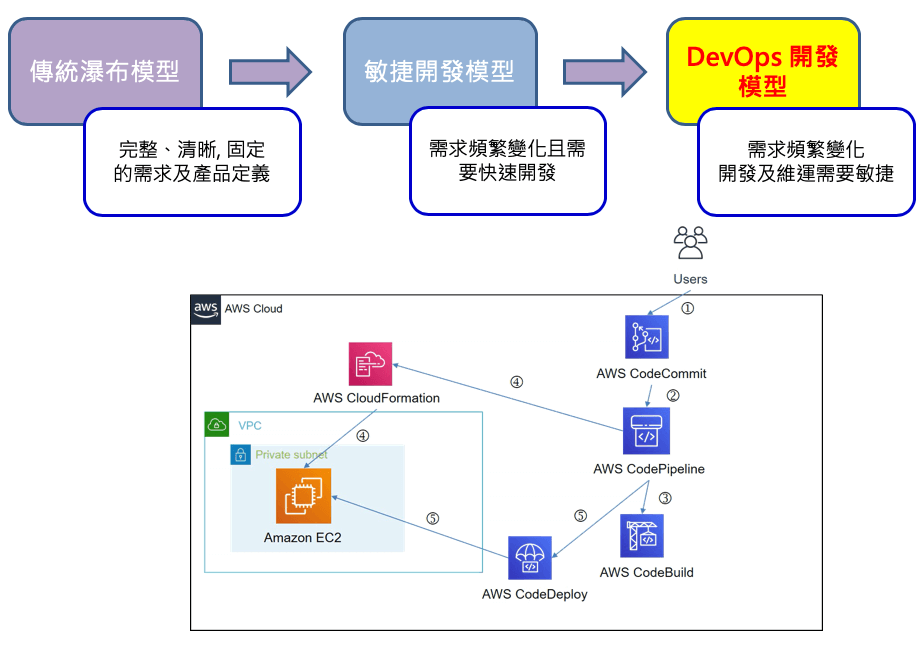 傳統瀑布模型
敏捷開發模型
DevOps 開發
模型
完整、清晰, 固定
的需求及產品定義
需求頻繁變化且需
要快速開發
需求頻繁變化
開發及維運需要敏捷
Users
①
aws
AWS Cloud
AWS CodeCommit
②
④
AWS CloudFormation
VPC
④
AWS CodePipeline
Private subnet
③
⑤
⑤
Amazon EC2
AWS CodeBuild
AWS CodeDeploy